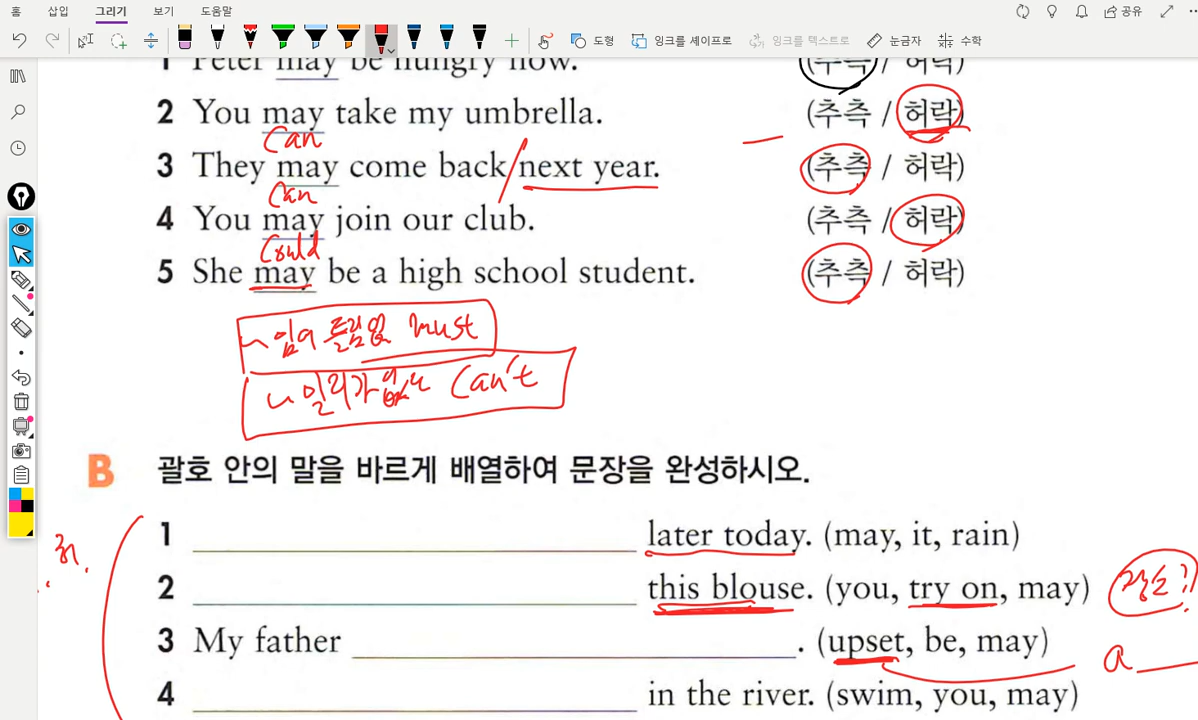 홈 삽입 그리기 보기 도움말
공유
도형 잉크를 셰이프로 잉크를 텍스트로 눈금자 수학
1 Peter may be hungry now. (추측 / 허락)
2 You may take my umbrella. (추측 / 허락)
can
3 They may come back / next year. (추측 / 허락)
can
4 You may join our club. (추측 / 허락)
could
5 She may be a high school student. (추측 / 허락)
must
can't
B 괄호 안의 말을 바르게 배열하여 문장을 완성하시오.
1 later today. (may, it, rain)
2 this blouse. (you, try on, may)
3 My father . (upset, be, may)
a
4 in the river. (swim, you, may)